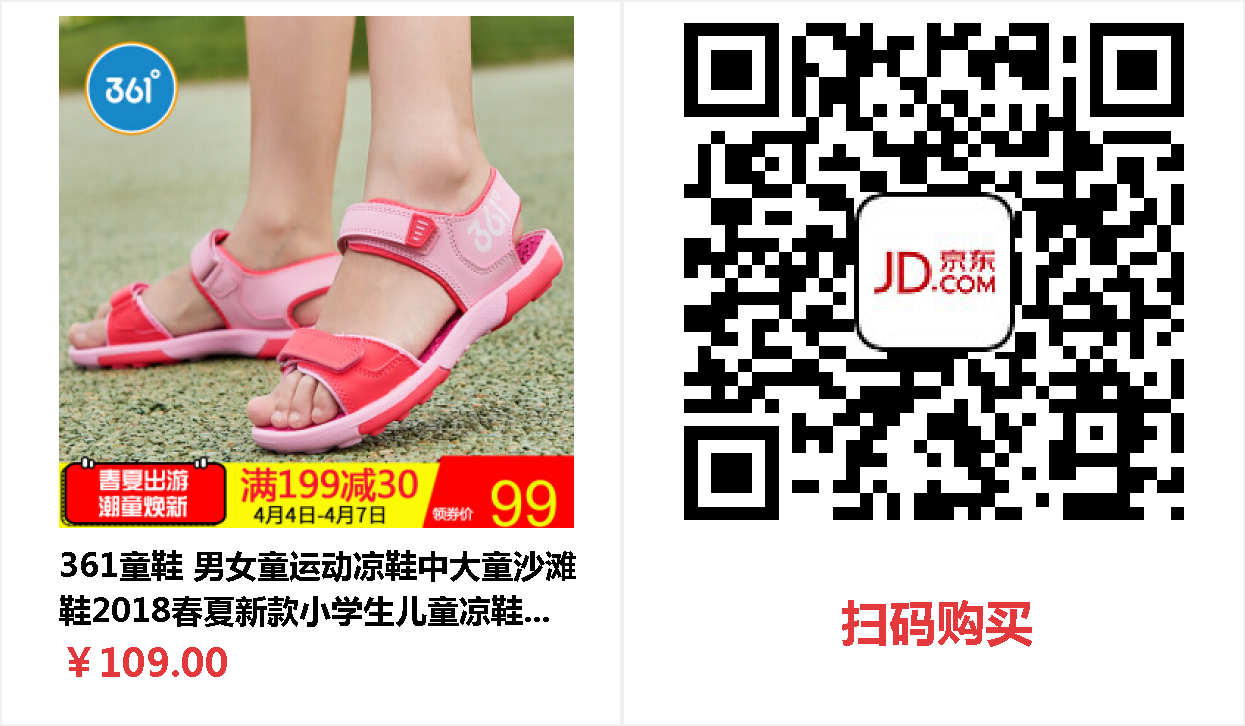 361°
361°
春夏出游
潮童焕新
满199减30
4月4日-4月7日
领券价 99
361童鞋 男女童运动凉鞋中大童沙滩
鞋2018春夏新款小学生儿童凉鞋...
￥109.00
JD 京东
.COM
扫码购买